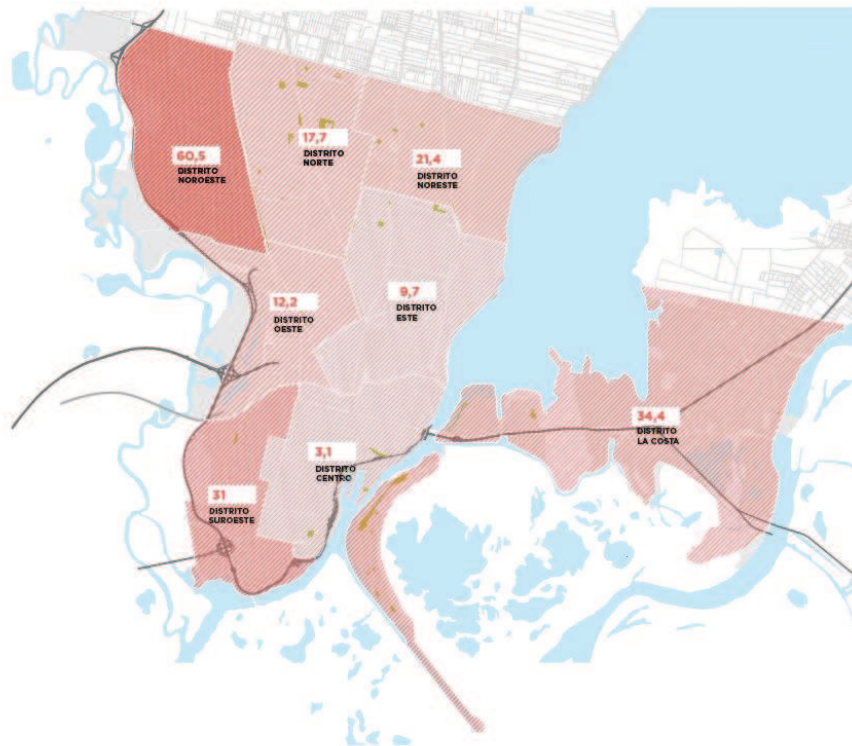 17,7
DISTRITO
NORTE
60,5
DISTRITO
NOROESTE
21,4
DISTRITO
NORESTE
12,2
DISTRITO
OESTE
9,7
DISTRITO
ESTE
34,4
DISTRITO
LA COSTA
3,1
DISTRITO
CENTRO
31
DISTRITO
SUROESTE